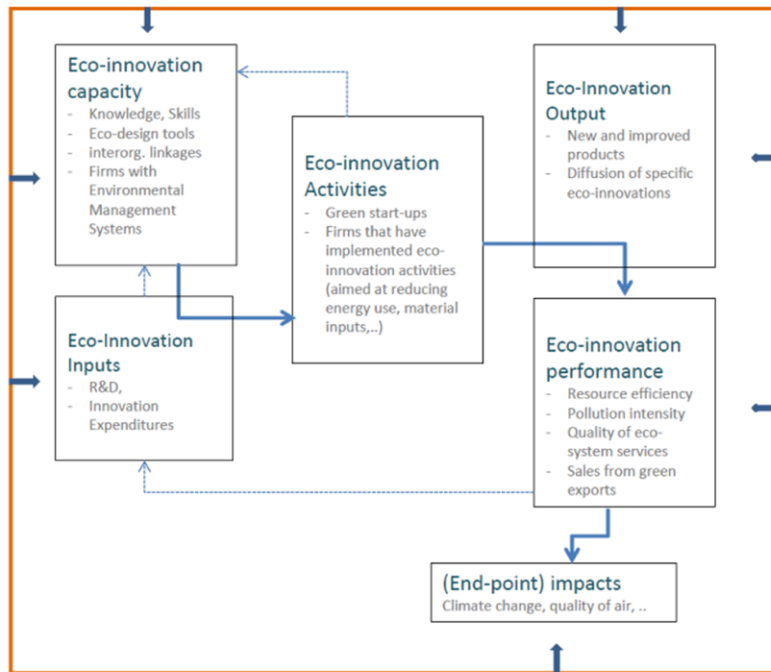 Eco-innovation
capacity
- Knowledge, Skills
- Eco-design tools
- interorg. linkages
- Firms with
Environmental
Management
Systems
Eco-Innovation
Inputs
- R&D,
- Innovation
Expenditures
Eco-innovation
Activities
- Green start-ups
- Firms that have
implemented eco-
innovation activities
(aimed at reducing
energy use, material
inputs,..)
Eco-Innovation
Output
- New and improved
products
- Diffusion of specific
eco-innovations
Eco-innovation
performance
- Resource efficiency
- Pollution intensity
- Quality of eco-
system services
- Sales from green
exports
(End-point) impacts
Climate change, quality of air, ..